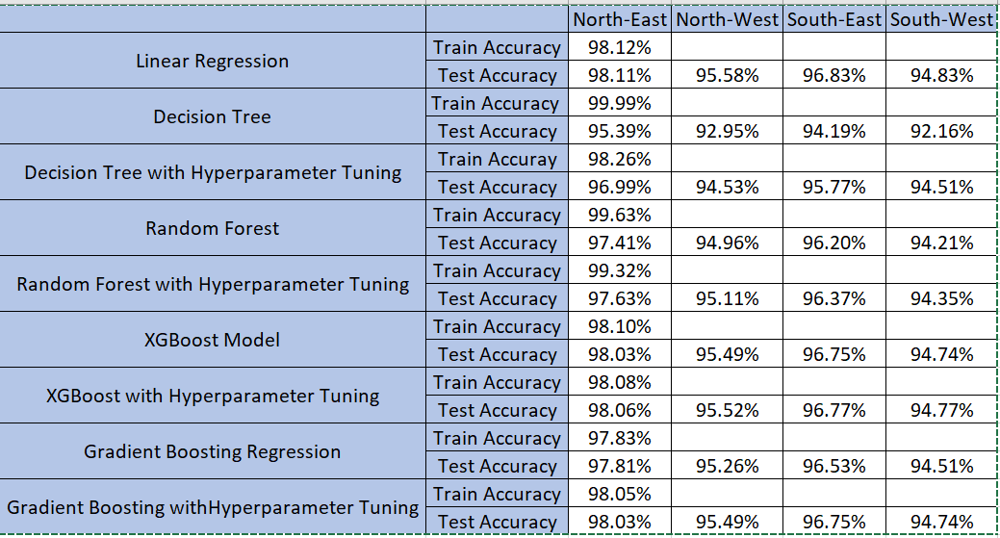 North-East North-West South-East South-West
Linear Regression
Train Accuracy 98.12%
Test Accuracy 98.11% 95.58% 96.83% 94.83%
Decision Tree
Train Accuracy 99.99%
Test Accuracy 95.39% 92.95% 94.19% 92.16%
Decision Tree with Hyperparameter Tuning
Train Accuray 98.26%
Test Accuracy 96.99% 94.53% 95.77% 94.51%
Random Forest
Train Accuracy 99.63%
Test Accuracy 97.41% 94.96% 96.20% 94.21%
Random Forest with Hyperparameter Tuning
Train Accuracy 99.32%
Test Accuracy 97.63% 95.11% 96.37% 94.35%
XGBoost Model
Train Accuracy 98.10%
Test Accuracy 98.03% 95.49% 96.75% 94.74%
XGBoost with Hyperparameter Tuning
Train Accuracy 98.08%
Test Accuracy 98.06% 95.52% 96.77% 94.77%
Gradient Boosting Regression
Train Accuracy 97.83%
Test Accuracy 97.81% 95.26% 96.53% 94.51%
Gradient Boosting withHyperparameter Tuning
Train Accuracy 98.05%
Test Accuracy 98.03% 95.49% 96.75% 94.74%